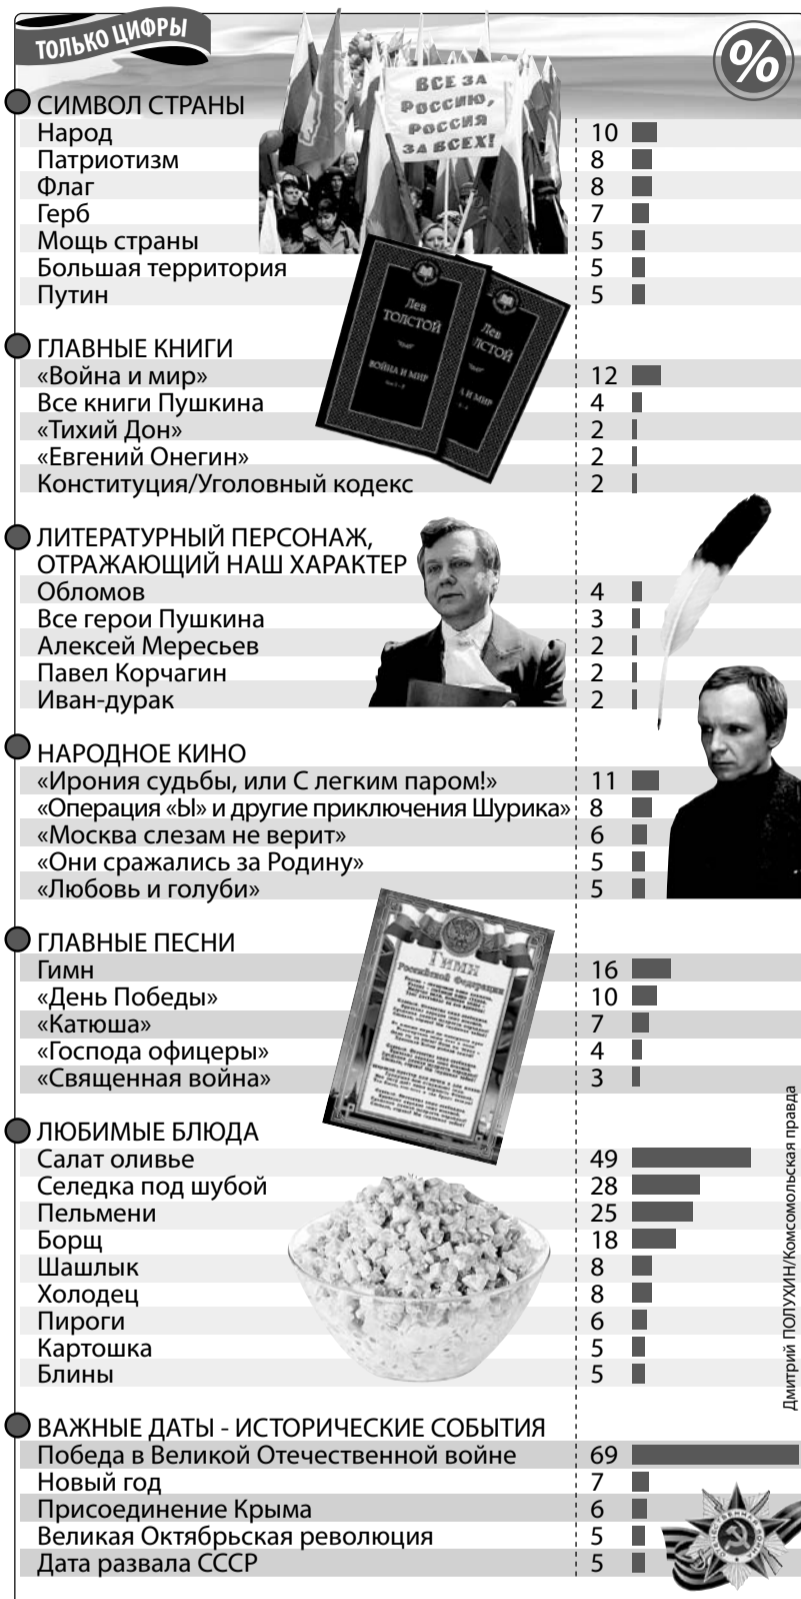 ТОЛЬКО ЦИФРЫ
%
ВСЕ ЗА
РОССИЮ,
РОССИЯ
ЗА ВСЕХ!
СИМВОЛ СТРАНЫ
Народ 10
Патриотизм 8
Флаг 8
Герб 7
Мощь страны 5
Большая территория 5
Путин 5
Лев
ТОЛСТОЙ
ВОЙНА И МИР
Лев
ЛСТОЙ
А И МИР
ГЛАВНЫЕ КНИГИ
«Война и мир» 12
Все книги Пушкина 4
«Тихий Дон» 2
«Евгений Онегин» 2
Конституция/Уголовный кодекс 2
ЛИТЕРАТУРНЫЙ ПЕРСОНАЖ,
ОТРАЖАЮЩИЙ НАШ ХАРАКТЕР
Обломов 4
Все герои Пушкина 3
Алексей Мересьев 2
Павел Корчагин 2
Иван-дурак 2
НАРОДНОЕ КИНО
«Ирония судьбы, или С легким паром!» 11
«Операция «Ы» и другие приключения Шурика» 8
«Москва слезам не верит» 6
«Они сражались за Родину» 5
«Любовь и голуби» 5
ГЛАВНЫЕ ПЕСНИ
Гимн 16
«День Победы» 10
«Катюша» 7
«Господа офицеры» 4
«Священная война» 3
Гимн
Российской Федерации
ЛЮБИМЫЕ БЛЮДА
Салат оливье 49
Селедка под шубой 28
Пельмени 25
Борщ 18
Шашлык 8
Холодец 8
Пироги 6
Картошка 5
Блины 5
ВАЖНЫЕ ДАТЫ - ИСТОРИЧЕСКИЕ СОБЫТИЯ
Победа в Великой Отечественной войне 69
Новый год 7
Присоединение Крыма 6
Великая Октябрьская революция 5
Дата развала СССР 5
Дмитрий ПОЛУХИН/Комсомольская правда